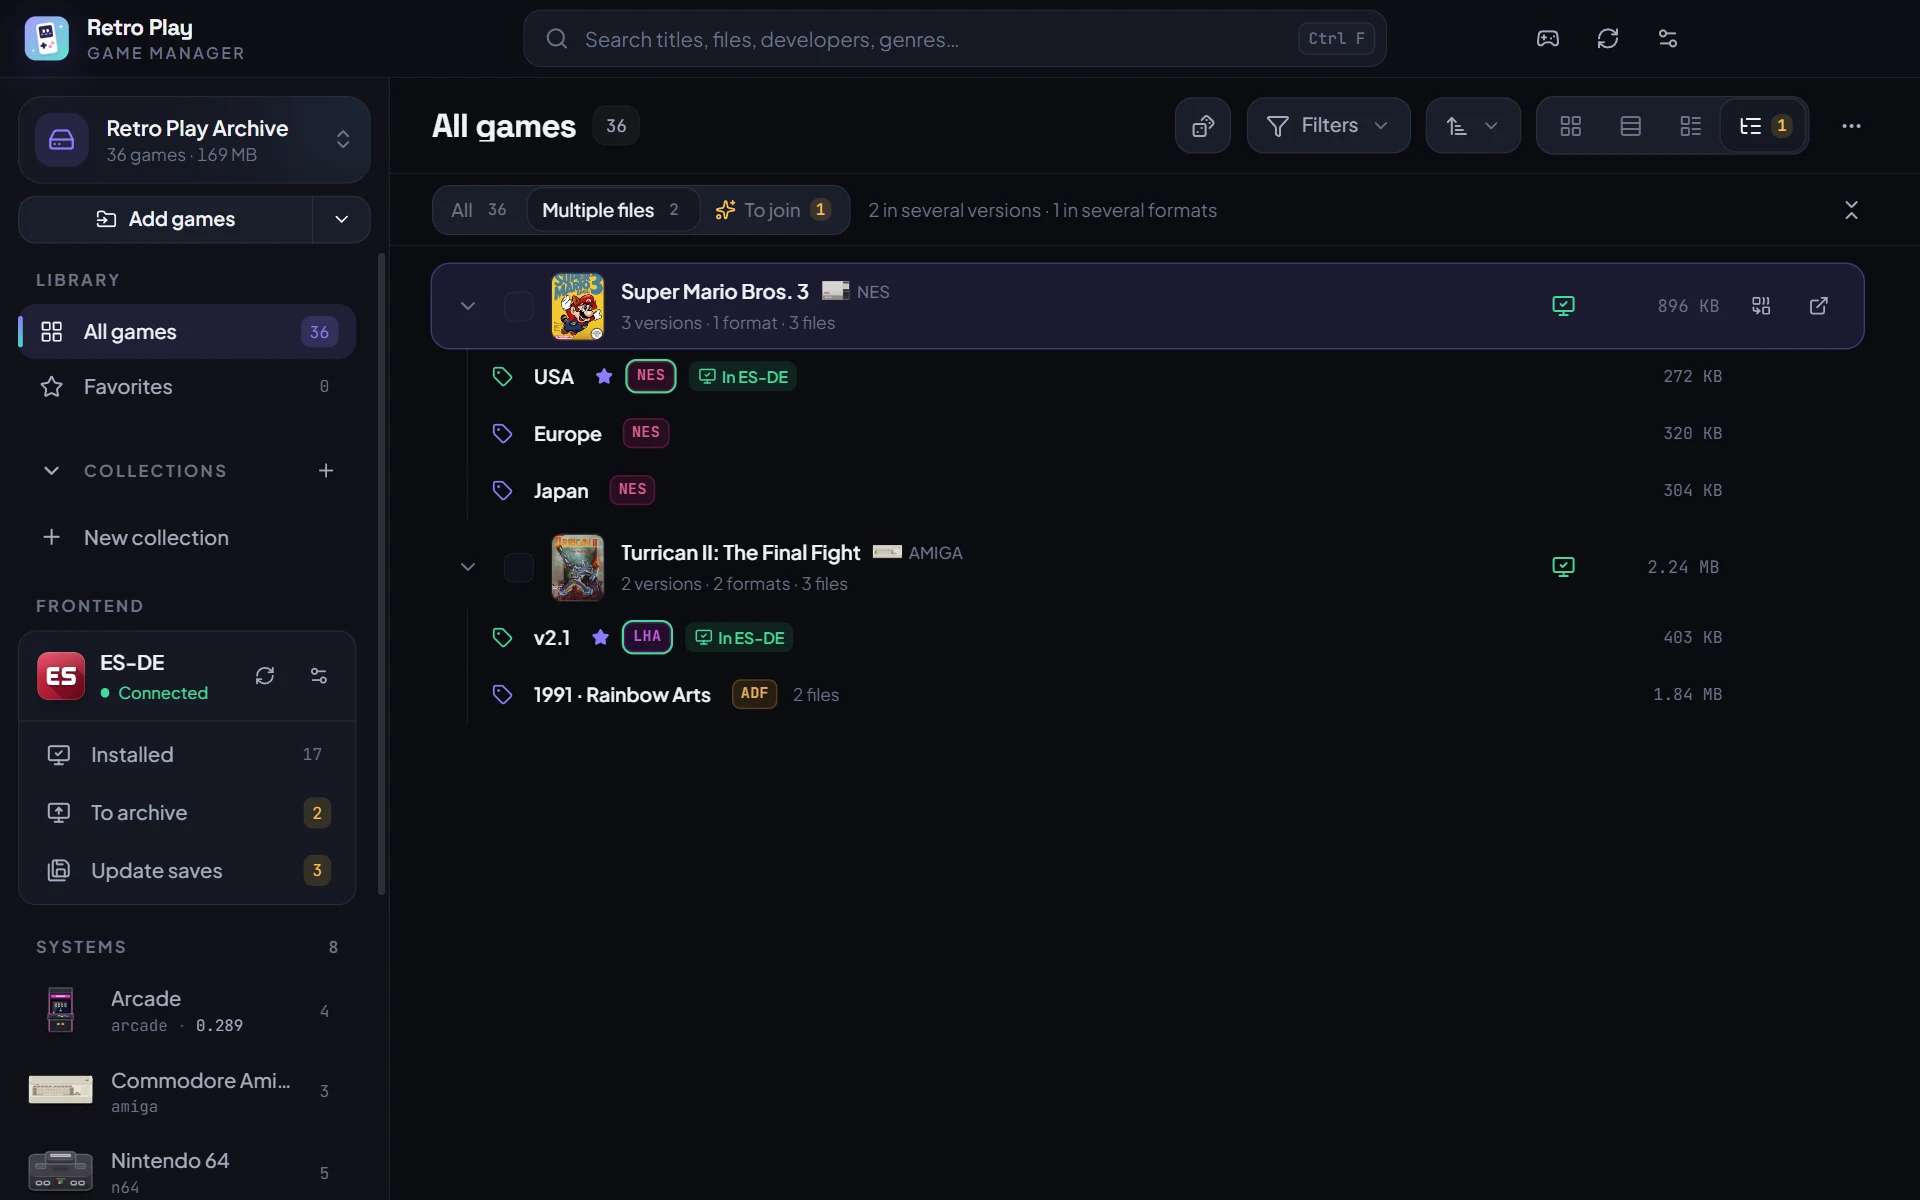 Retro Play
GAME MANAGER
Search titles, files, developers, genres...
Ctrl F
Retro Play Archive
36 games · 169 MB
Add games
LIBRARY
All games 36
Favorites 0
COLLECTIONS
New collection
FRONTEND
ES
ES-DE
Connected
Installed 17
To archive 2
Update saves 3
SYSTEMS 8
Arcade
arcade · 0.289
4
Commodore Ami...
amiga
3
Nintendo 64
n64
5
All games 36
Filters
1
All 36
Multiple files 2
To join 1
2 in several versions · 1 in several formats
SUPER
MARIO
3
Super Mario Bros. 3 NES
3 versions · 1 format · 3 files
896 KB
USA NES In ES-DE 272 KB
Europe NES 320 KB
Japan NES 304 KB
TURRICAN II
Turrican II: The Final Fight AMIGA
2 versions · 2 formats · 3 files
2.24 MB
v2.1 LHA In ES-DE 403 KB
1991 · Rainbow Arts ADF 2 files 1.84 MB